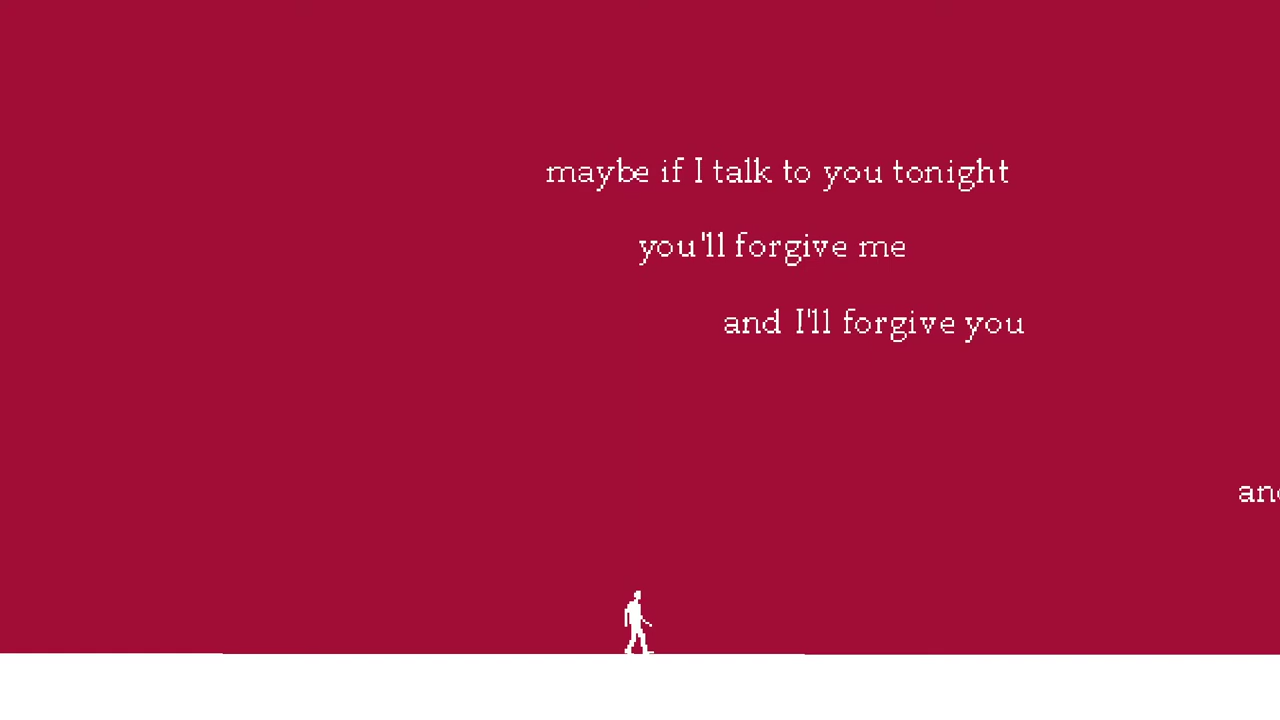 maybe if I talk to you tonight
you'll forgive me
and I'll forgive you